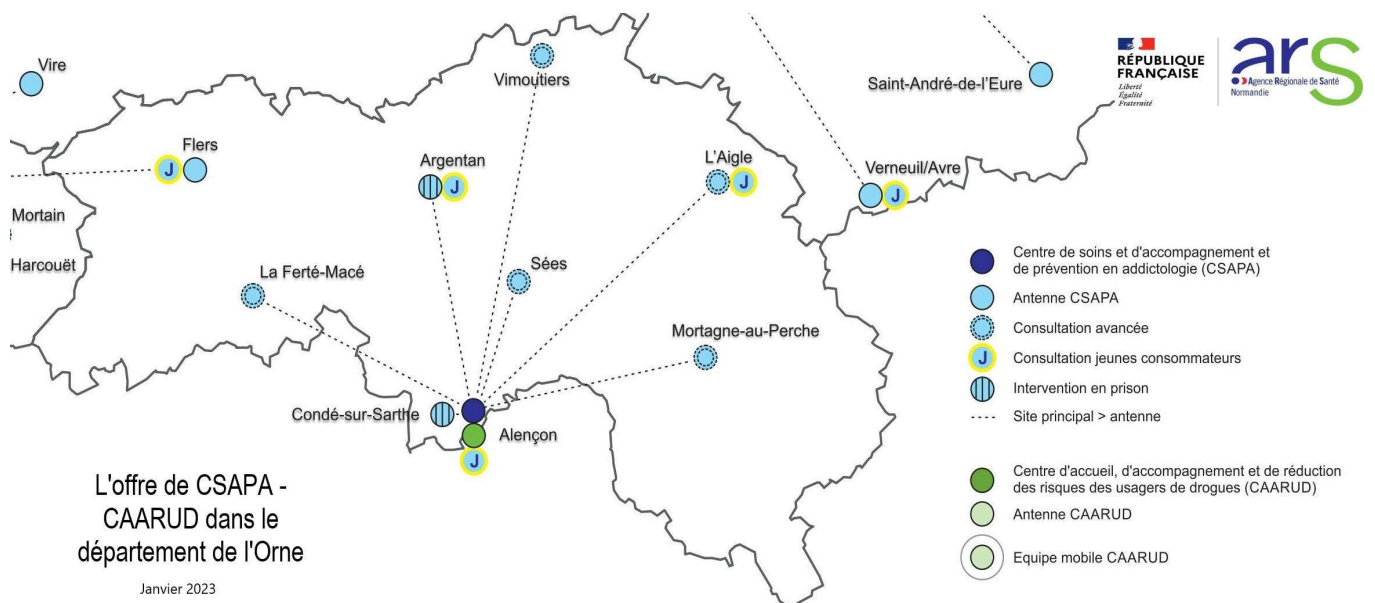 Vire
Vimoutiers
Saint-André-de-l'Eure
RÉPUBLIQUE
FRANÇAISE
Liberté
Égalité
Fraternité
ars
Agence Régionale de Santé
Normandie
Flers
J
Argentan
J
L'Aigle
J
Verneuil/Avre
J
Mortain
Harcouët
La Ferté-Macé
Sées
Mortagne-au-Perche
Condé-sur-Sarthe
Alençon
J
Centre de soins et d'accompagnement et
de prévention en addictologie (CSAPA)
Antenne CSAPA
Consultation avancée
J
Consultation jeunes consommateurs
Intervention en prison
Site principal > antenne
Centre d'accueil, d'accompagnement et de réduction
des risques des usagers de drogues (CAARUD)
Antenne CAARUD
Equipe mobile CAARUD
L'offre de CSAPA -
CAARUD dans le
département de l'Orne
Janvier 2023